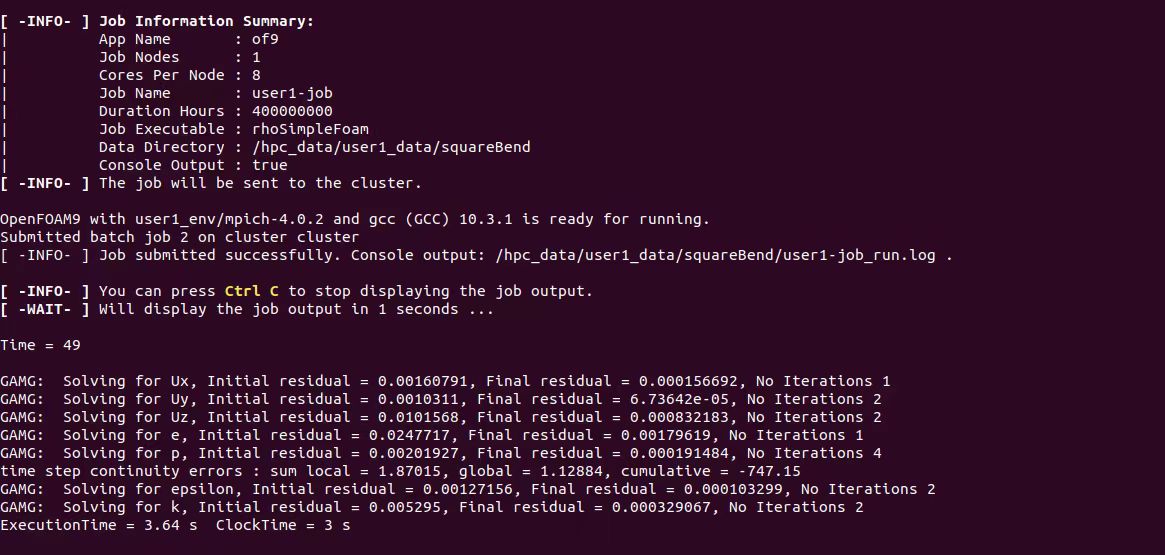 [ -INFO- ] Job Information Summary:
|          App Name       : of9
|          Job Nodes      : 1
|          Cores Per Node : 8
|          Job Name       : user1-job
|          Duration Hours : 400000000
|          Job Executable : rhoSimpleFoam
|          Data Directory : /hpc_data/user1_data/squareBend
|          Console Output : true
[ -INFO- ] The job will be sent to the cluster.
OpenFOAM9 with user1_env/mpich-4.0.2 and gcc (GCC) 10.3.1 is ready for running.
Submitted batch job 2 on cluster cluster
[ -INFO- ] Job submitted successfully. Console output: /hpc_data/user1_data/squareBend/user1-job_run.log .
[ -INFO- ] You can press Ctrl C to stop displaying the job output.
[ -WAIT- ] Will display the job output in 1 seconds ...
Time = 49
GAMG:  Solving for Ux, Initial residual = 0.00160791, Final residual = 0.000156692, No Iterations 1
GAMG:  Solving for Uy, Initial residual = 0.0010311, Final residual = 6.73642e-05, No Iterations 2
GAMG:  Solving for Uz, Initial residual = 0.0101568, Final residual = 0.000832183, No Iterations 2
GAMG:  Solving for e, Initial residual = 0.0247717, Final residual = 0.00179619, No Iterations 1
GAMG:  Solving for p, Initial residual = 0.00201927, Final residual = 0.000191484, No Iterations 4
time step continuity errors : sum local = 1.87015, global = 1.12884, cumulative = -747.15
GAMG:  Solving for epsilon, Initial residual = 0.00127156, Final residual = 0.000103299, No Iterations 2
GAMG:  Solving for k, Initial residual = 0.005295, Final residual = 0.000329067, No Iterations 2
ExecutionTime = 3.64 s  ClockTime = 3 s